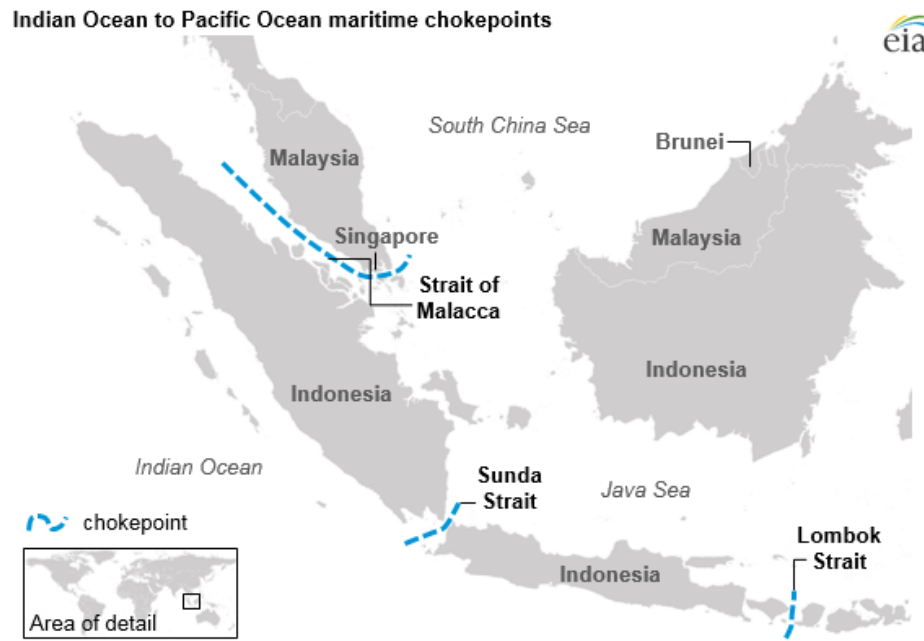 Indian Ocean to Pacific Ocean maritime chokepoints
eia
South China Sea
Brunei
Malaysia
Singapore
Malaysia
Strait of
Malacca
Indonesia
Indonesia
Indian Ocean
Sunda
Strait
Java Sea
chokepoint
Lombok
Strait
Indonesia
Area of detail